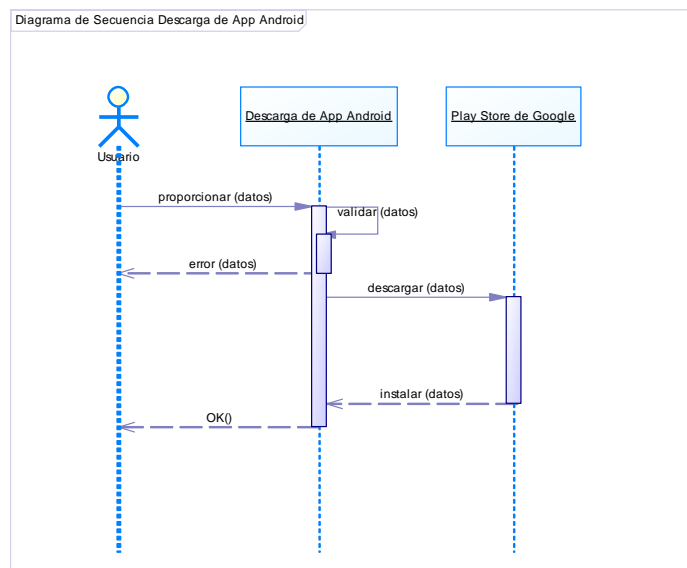 Diagrama de Secuencia Descarga de App Android
Descarga de App Android
Play Store de Google
Usuario
proporcionar (datos)
validar (datos)
error (datos)
descargar (datos)
instalar (datos)
OK()